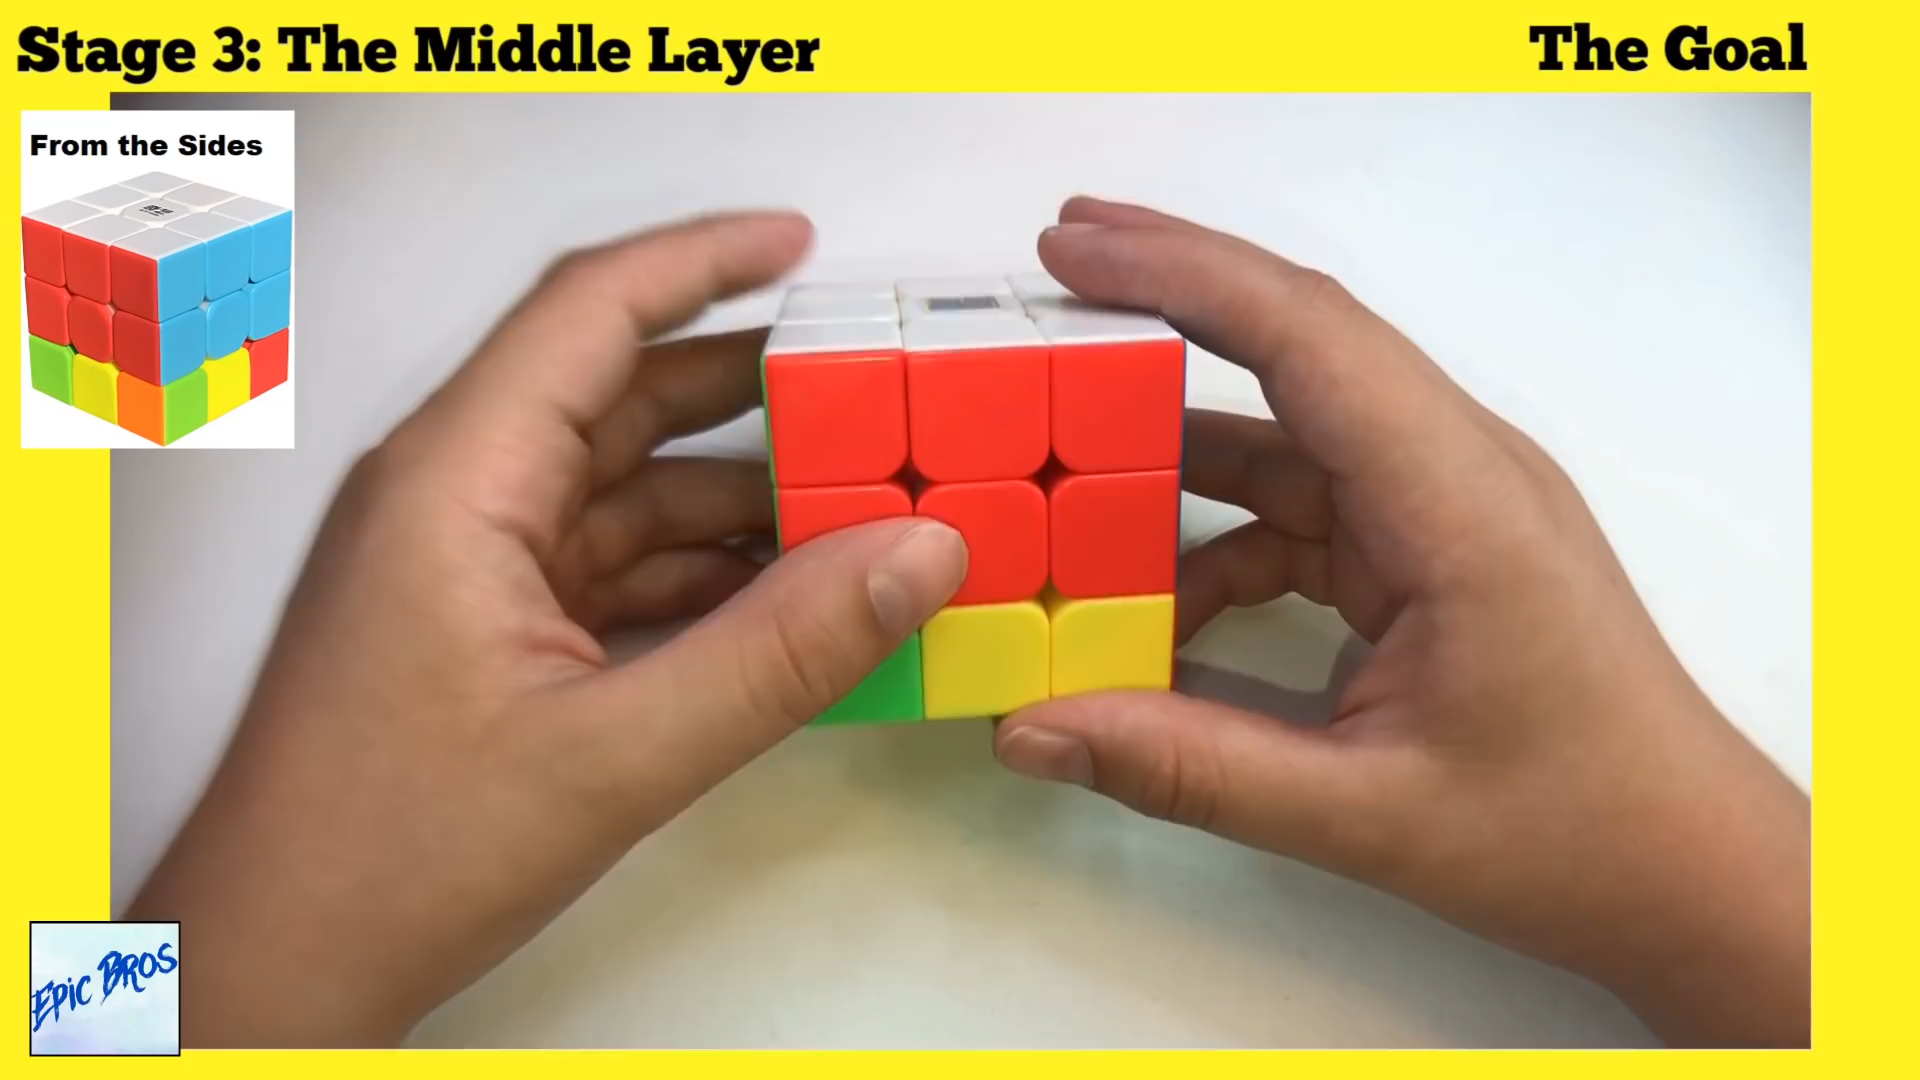 Stage 3: The Middle Layer
The Goal
From the Sides
Epic Bros